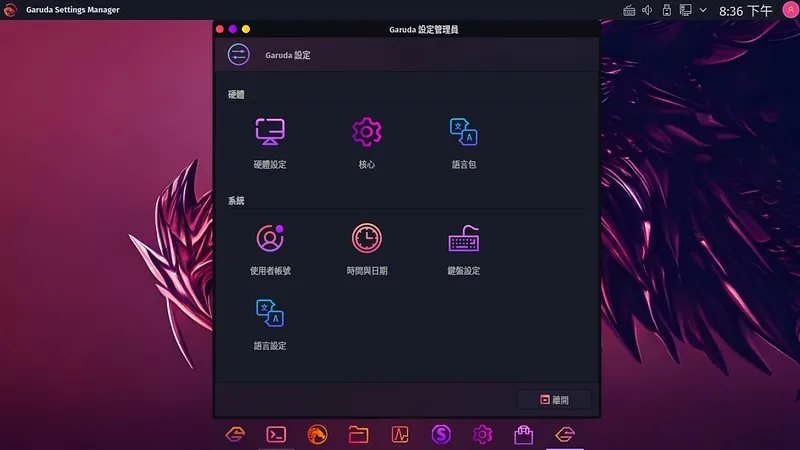 Garuda Settings Manager
8:36 下午
Garuda 設定管理員
Garuda 設定
硬體
硬體設定
核心
語言包
系統
使用者帳號
時間與日期
鍵盤設定
語言設定
離開